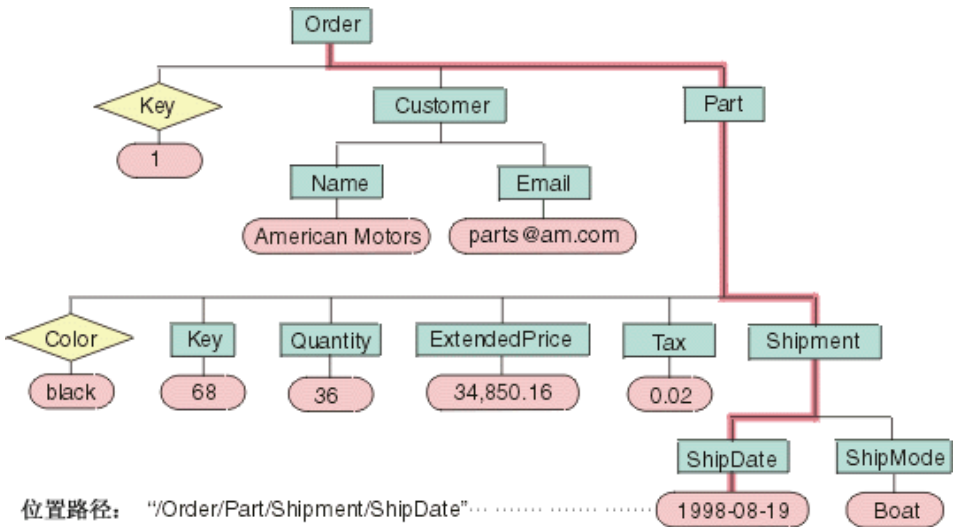 Order
Key
Customer
Part
1
Name
Email
American Motors
parts@am.com
Color
Key
Quantity
ExtendedPrice
Tax
Shipment
black
68
36
34,850.16
0.02
ShipDate
ShipMode
位置路径： “/Order/Part/Shipment/ShipDate”
1998-08-19
Boat